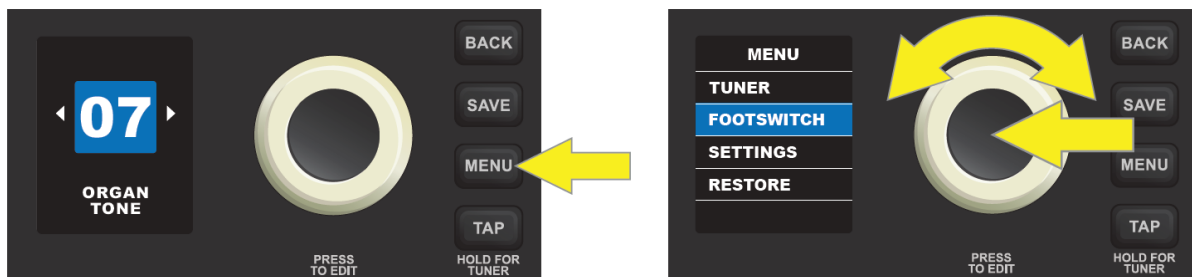 07
ORGAN
TONE
PRESS
TO EDIT
BACK
SAVE
MENU
TAP
HOLD FOR
TUNER
MENU
TUNER
FOOTSWITCH
SETTINGS
RESTORE
PRESS
TO EDIT
BACK
SAVE
MENU
TAP
HOLD FOR
TUNER